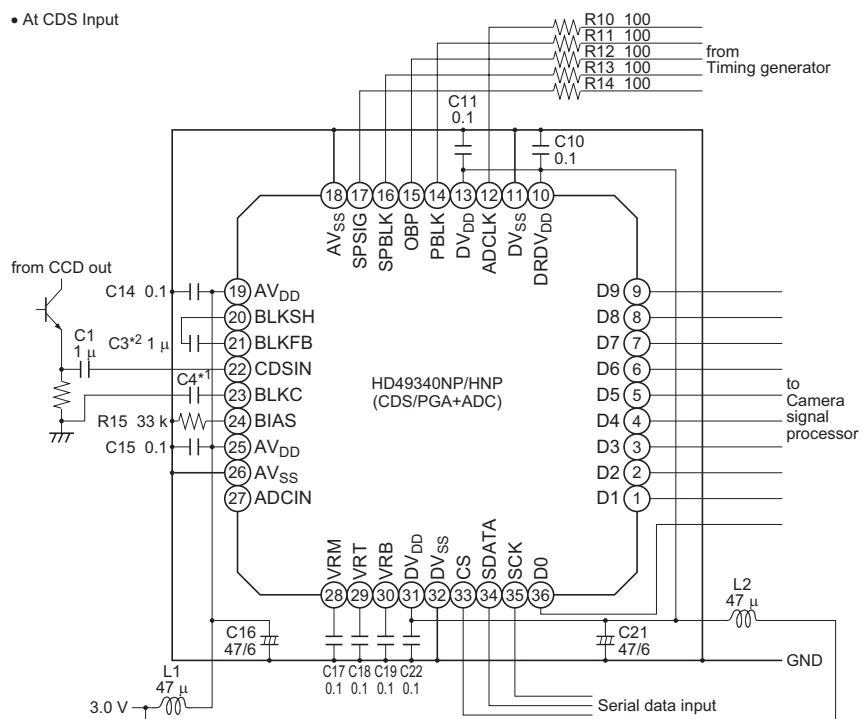 • At CDS Input
R10 100
R11 100
R12 100
R13 100
R14 100
from
Timing generator
C11
0.1
C10
0.1
18 17 16 15 14 13 12 11 10
AVSS
SPSIG
SPBLK
OBP
PBLK
DVDD
ADCLK
DVSS
DRDVDD
from CCD out
C14 0.1
19 AVDD
20 BLKSH
C3*2 1 μ
21 BLKFB
C1
1 μ
22 CDSIN
C4*1
23 BLKC
R15 33 k
24 BIAS
C15 0.1
25 AVDD
26 AVSS
27 ADCIN
HD49340NP/HNP
(CDS/PGA+ADC)
D9 9
D8 8
D7 7
D6 6
D5 5
D4 4
D3 3
D2 2
D1 1
to
Camera
signal
processor
VRM
VRT
VRB
DVDD
DVSS
CS
SDATA
SCK
D0
28 29 30 31 32 33 34 35 36
L2
47 μ
C16
47/6
C17
0.1
C18
0.1
C19
0.1
C22
0.1
C21
47/6
GND
L1
47 μ
3.0 V
Serial data input